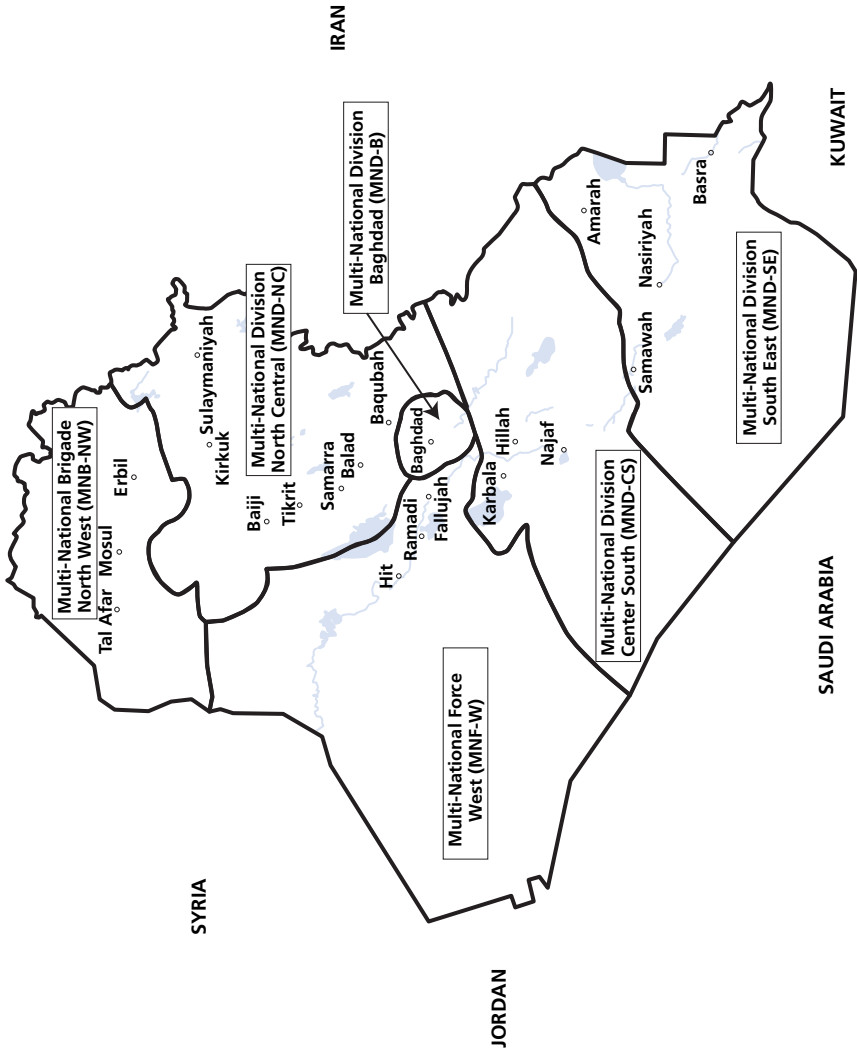 IRAN
SYRIA
JORDAN
SAUDI ARABIA
KUWAIT
Multi-National Brigade
North West (MNB-NW)
Tal Afar
Mosul
Erbil
Multi-National Division
North Central (MND-NC)
Sulaymaniyah
Kirkuk
Baiji
Tikrit
Samarra
Balad
Baqubah
Multi-National Division
Baghdad (MND-B)
Baghdad
Hit
Ramadi
Fallujah
Multi-National Force
West (MNF-W)
Karbala
Hillah
Najaf
Multi-National Division
Center South (MND-CS)
Amarah
Nasiriyah
Samawah
Basra
Multi-National Division
South East (MND-SE)